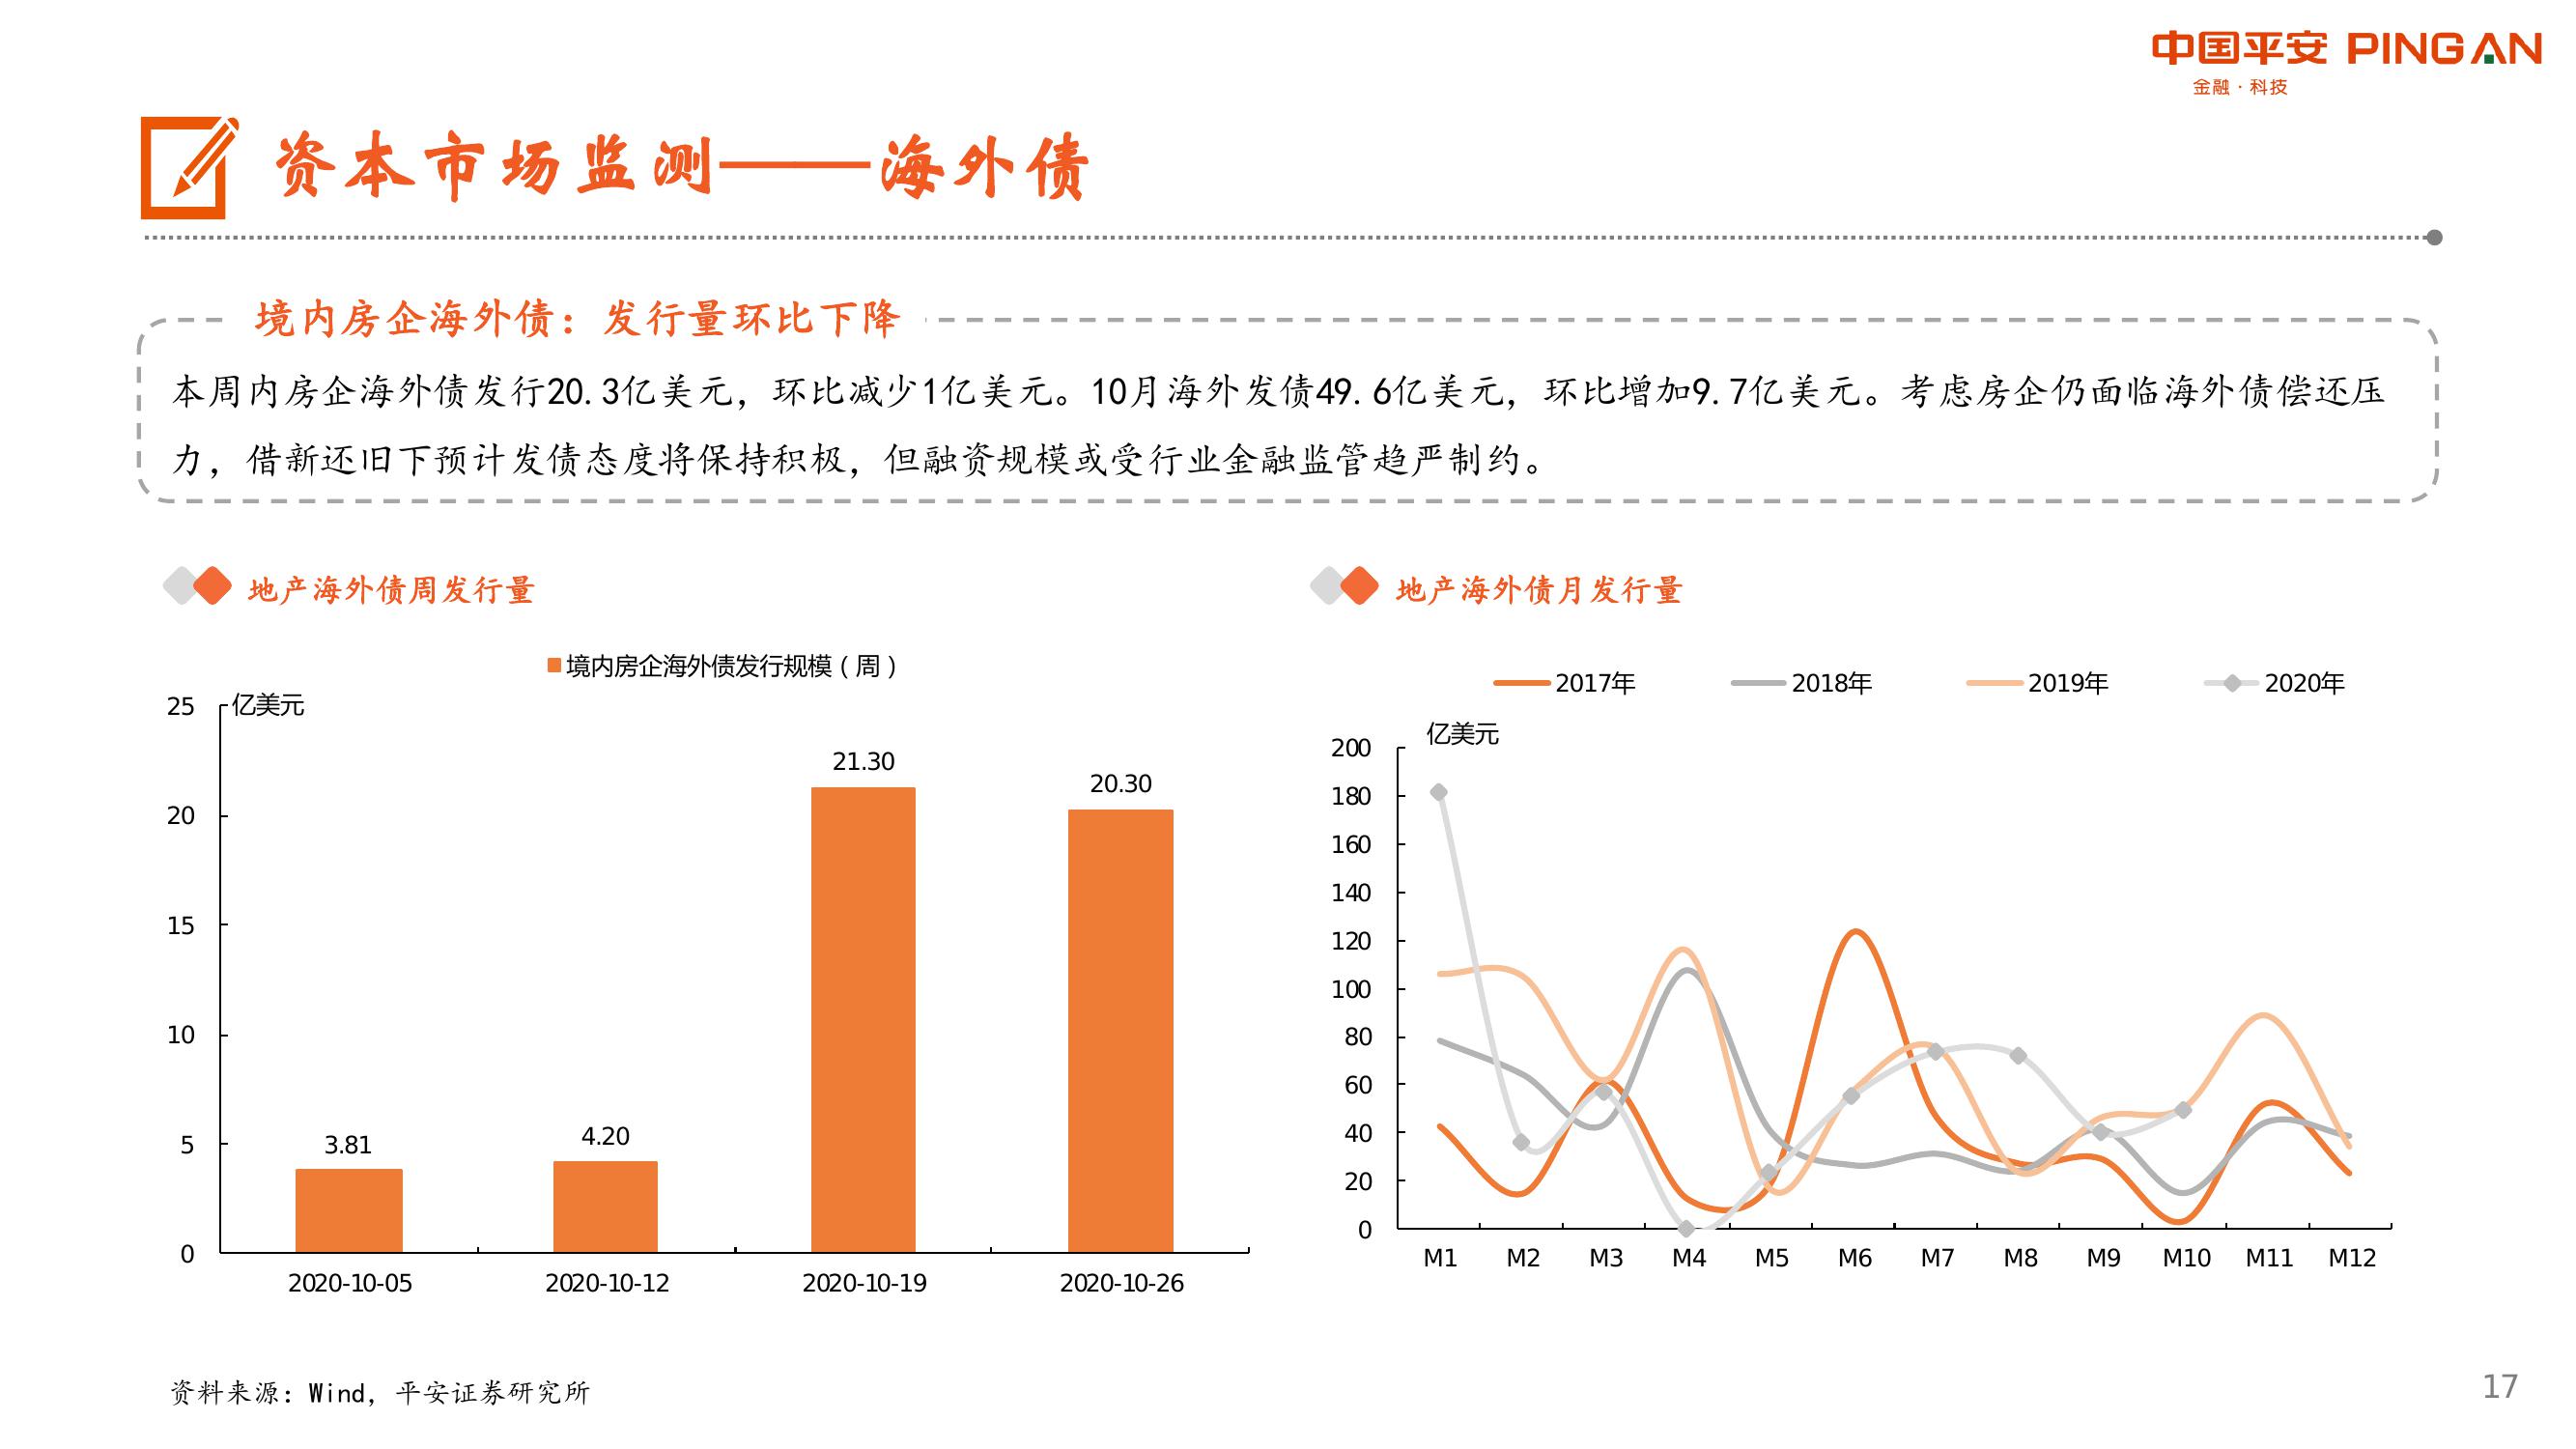 中国平安 PINGAN
金融·科技
资本市场监测——海外债
境内房企海外债：发行量环比下降
本周内房企海外债发行20.3亿美元，环比减少1亿美元。10月海外发债49.6亿美元，环比增加9.7亿美元。考虑房企仍面临海外债偿还压
力，借新还旧下预计发债态度将保持积极，但融资规模或受行业金融监管趋严制约。
地产海外债周发行量
境内房企海外债发行规模（周）
亿美元
25
20
15
10
5
0
3.81
4.20
21.30
20.30
2020-10-05
2020-10-12
2020-10-19
2020-10-26
地产海外债月发行量
2017年
2018年
2019年
2020年
亿美元
200
180
160
140
120
100
80
60
40
20
0
M1
M2
M3
M4
M5
M6
M7
M8
M9
M10
M11
M12
资料来源：Wind，平安证券研究所
17